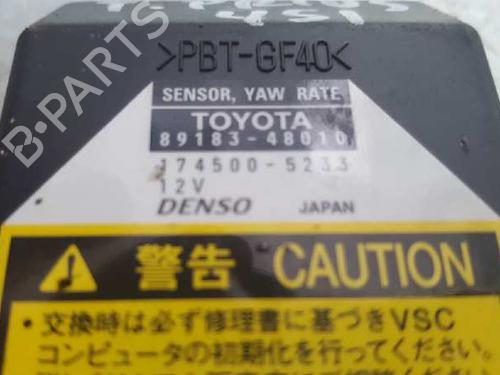 >PBT-GF40<
SENSOR, YAW RATE
TOYOTA
89183-48010
174500-5233
12V
DENSO JAPAN
警告 CAUTION
・交換時は必ず修理書に基づきVSC
コンピュータの初期化を行ってください
B-Parts